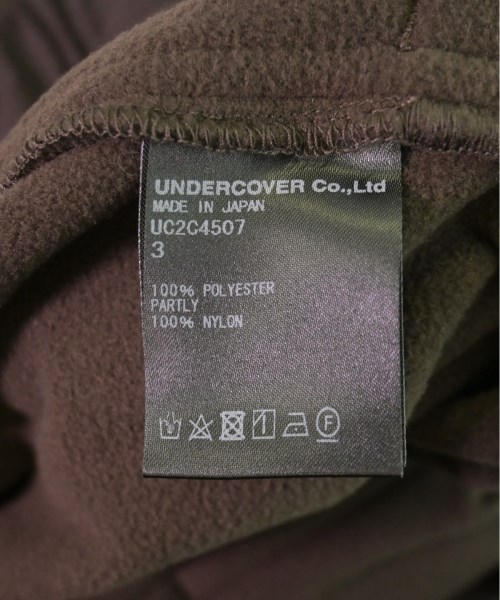 UNDERCOVER Co.,Ltd
MADE IN JAPAN
UC2C4507
3
100% POLYESTER
PARTLY
100% NYLON
F